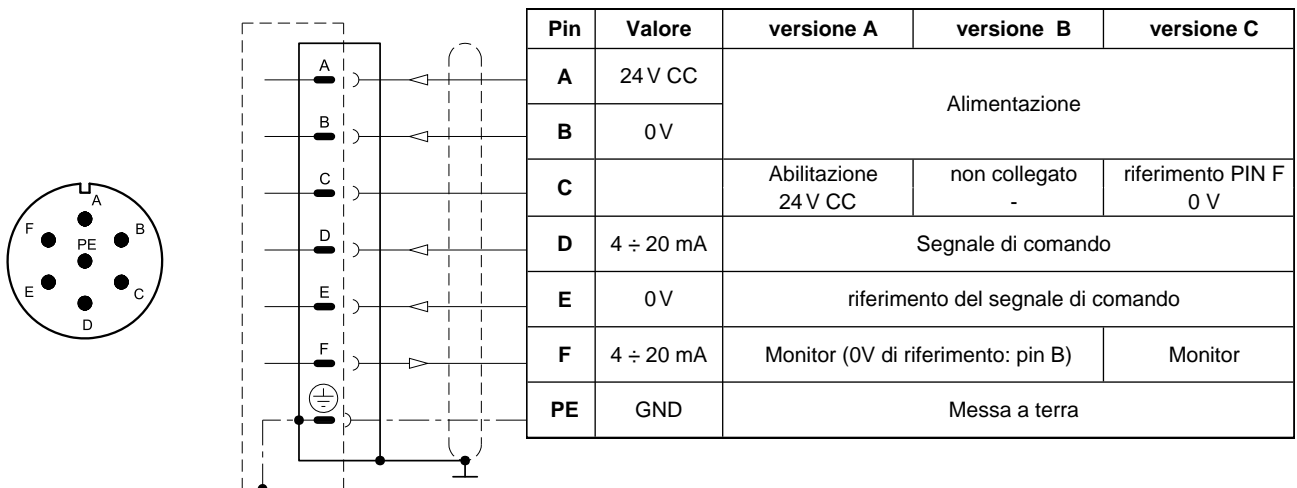 A
B
C
D
E
F
PE
A
B
C
D
E
F
Pin Valore versione A versione B versione C
A 24 V CC Alimentazione
B 0 V
C Abilitazione 24 V CC non collegato - riferimento PIN F 0 V
D 4 ÷ 20 mA Segnale di comando
E 0 V riferimento del segnale di comando
F 4 ÷ 20 mA Monitor (0V di riferimento: pin B) Monitor
PE GND Messa a terra